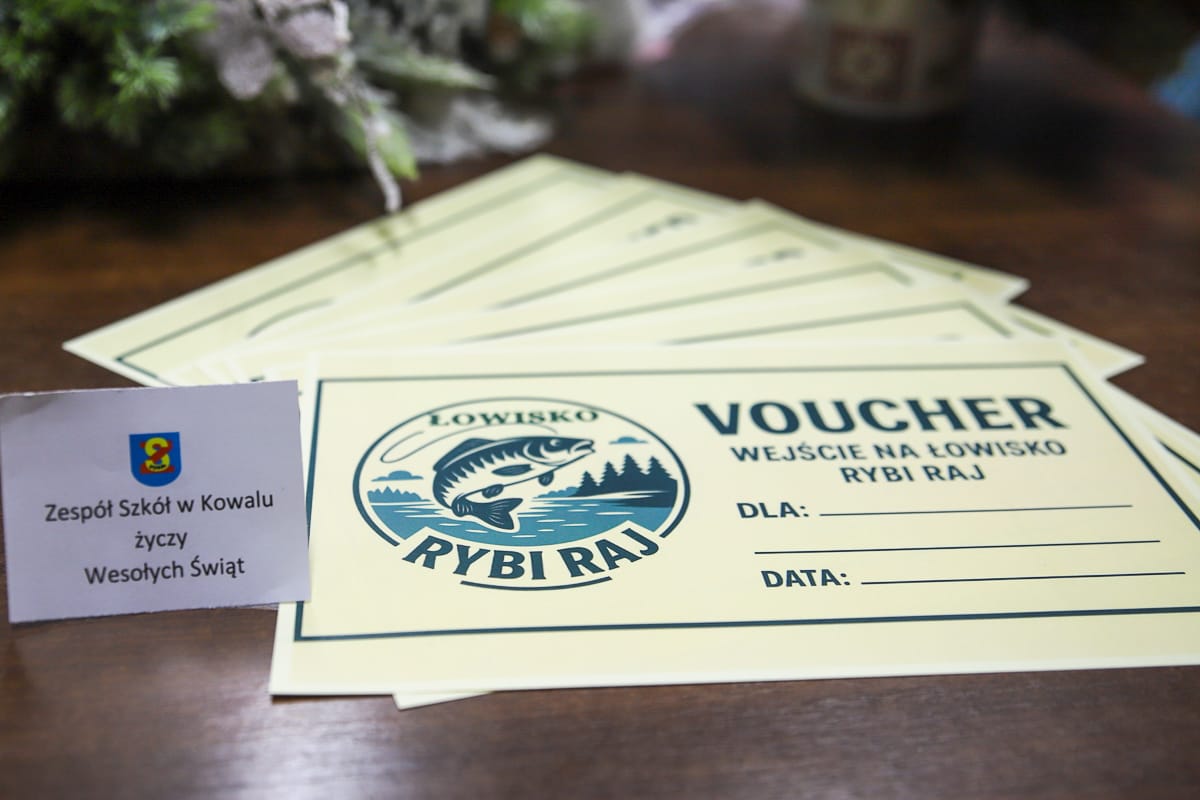 Zespół Szkół w Kowalu
życzy
Wesołych Świąt
ŁOWISKO
RYBI RAJ
VOUCHER
WEJŚCIE NA ŁOWISKO
RYBI RAJ
DLA:
DATA: